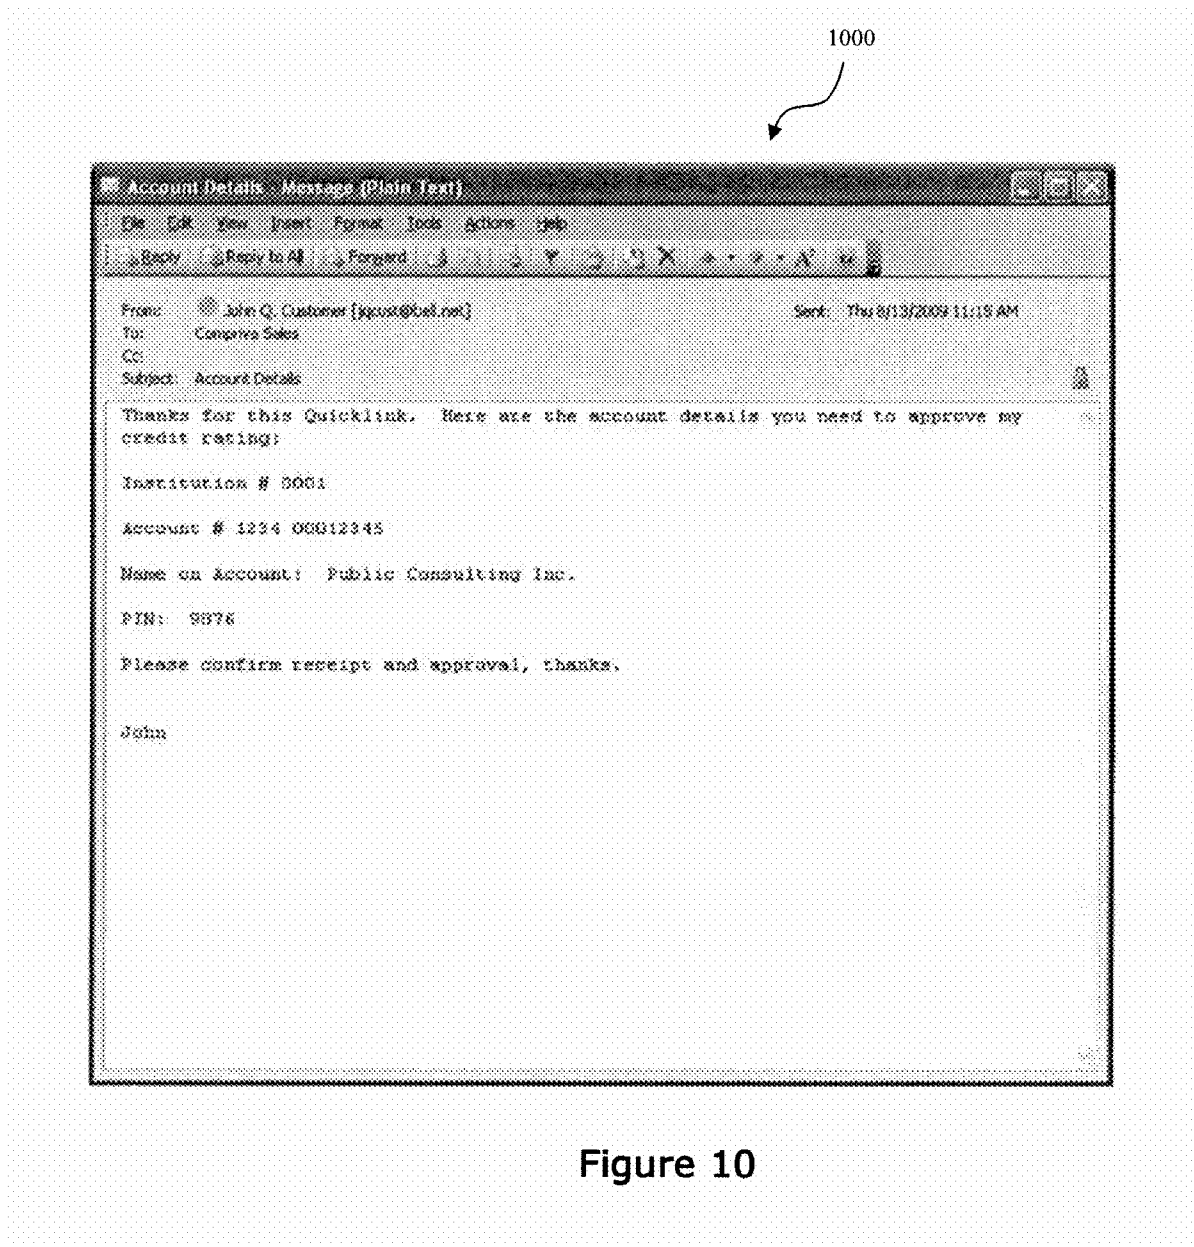 1000
Account Details - Message (Plain Text)
File Edit View Insert Format Tools Actions Help
Reply Reply to All Forward
From: John Q. Customer [jqcust@bell.net] Sent: Thu 8/13/2009 11:15 AM
To: Compriva Sales
Cc:
Subject: Account Details
Thanks for this Quicklink. Here are the account details you need to approve my
credit rating:
Institution # 0001
Account # 1234 00012345
Name on Account: Public Consulting Inc.
PIN: 9876
Please confirm receipt and approval, thanks.
John
Figure 10